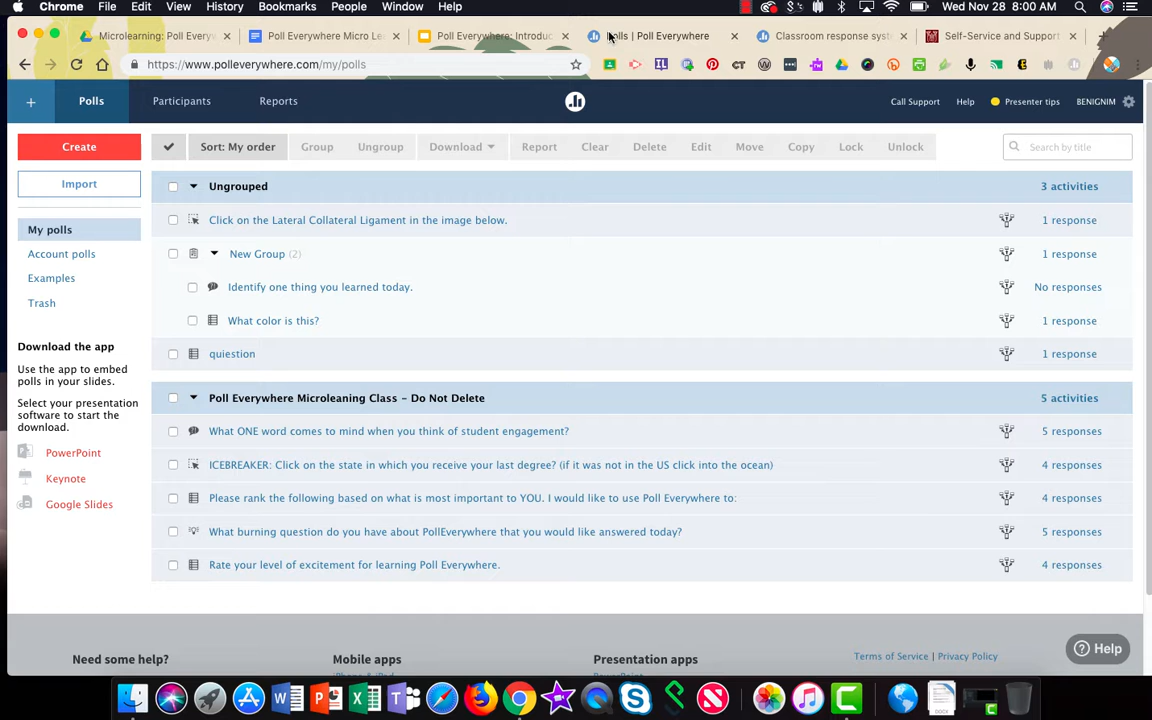 Chrome File Edit View History Bookmarks People Window Help Wed Nov 28 8:00 AM
Microlearning: Poll Every Poll Everywhere Micro Le Poll Everywhere: Introduc Polls | Poll Everywhere Classroom response syst Self-Service and Support
https://www.polleverywhere.com/my/polls
+ Polls Participants Reports Call Support Help Presenter tips BENIGNIM
Create Sort: My order Group Ungroup Download Report Clear Delete Edit Move Copy Lock Unlock Search by title
Import Ungrouped 3 activities
My polls Click on the Lateral Collateral Ligament in the image below. 1 response
Account polls New Group (2) 1 response
Examples Identify one thing you learned today. No responses
Trash What color is this? 1 response
Download the app quiestion 1 response
Use the app to embed
polls in your slides.
Select your presentation
software to start the
download.
Poll Everywhere Microleaning Class – Do Not Delete 5 activities
What ONE word comes to mind when you think of student engagement? 5 responses
PowerPoint ICEBREAKER: Click on the state in which you receive your last degree? (if it was not in the US click into the ocean) 4 responses
Keynote Please rank the following based on what is most important to YOU. I would like to use Poll Everywhere to: 4 responses
Google Slides What burning question do you have about PollEverywhere that you would like answered today? 5 responses
Rate your level of excitement for learning Poll Everywhere. 4 responses
Need some help? Mobile apps Presentation apps Terms of Service | Privacy Policy
Help